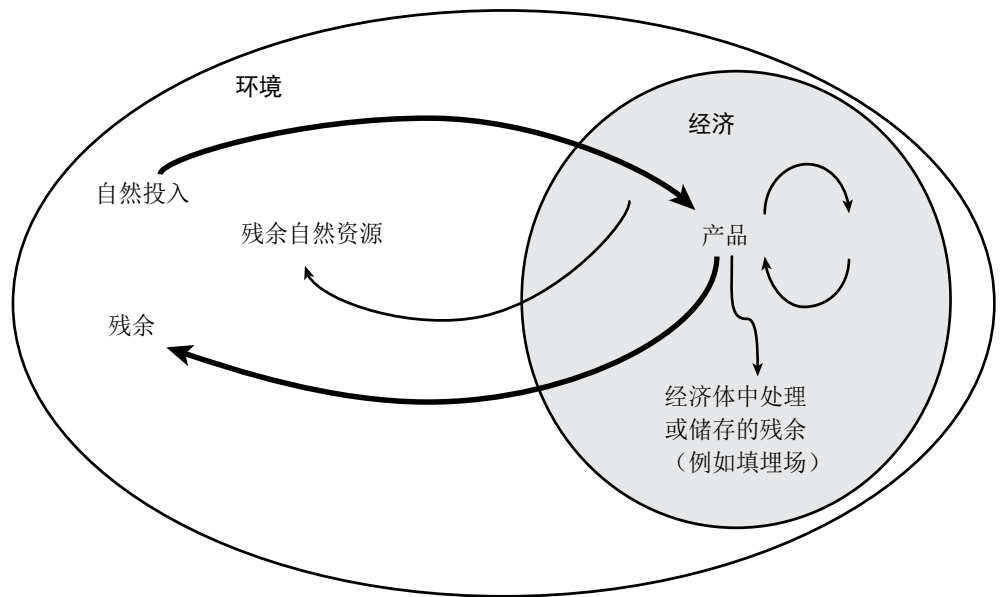 环境
经济
自然投入
残余自然资源
产品
残余
经济体中处理
或储存的残余
（例如填埋场）